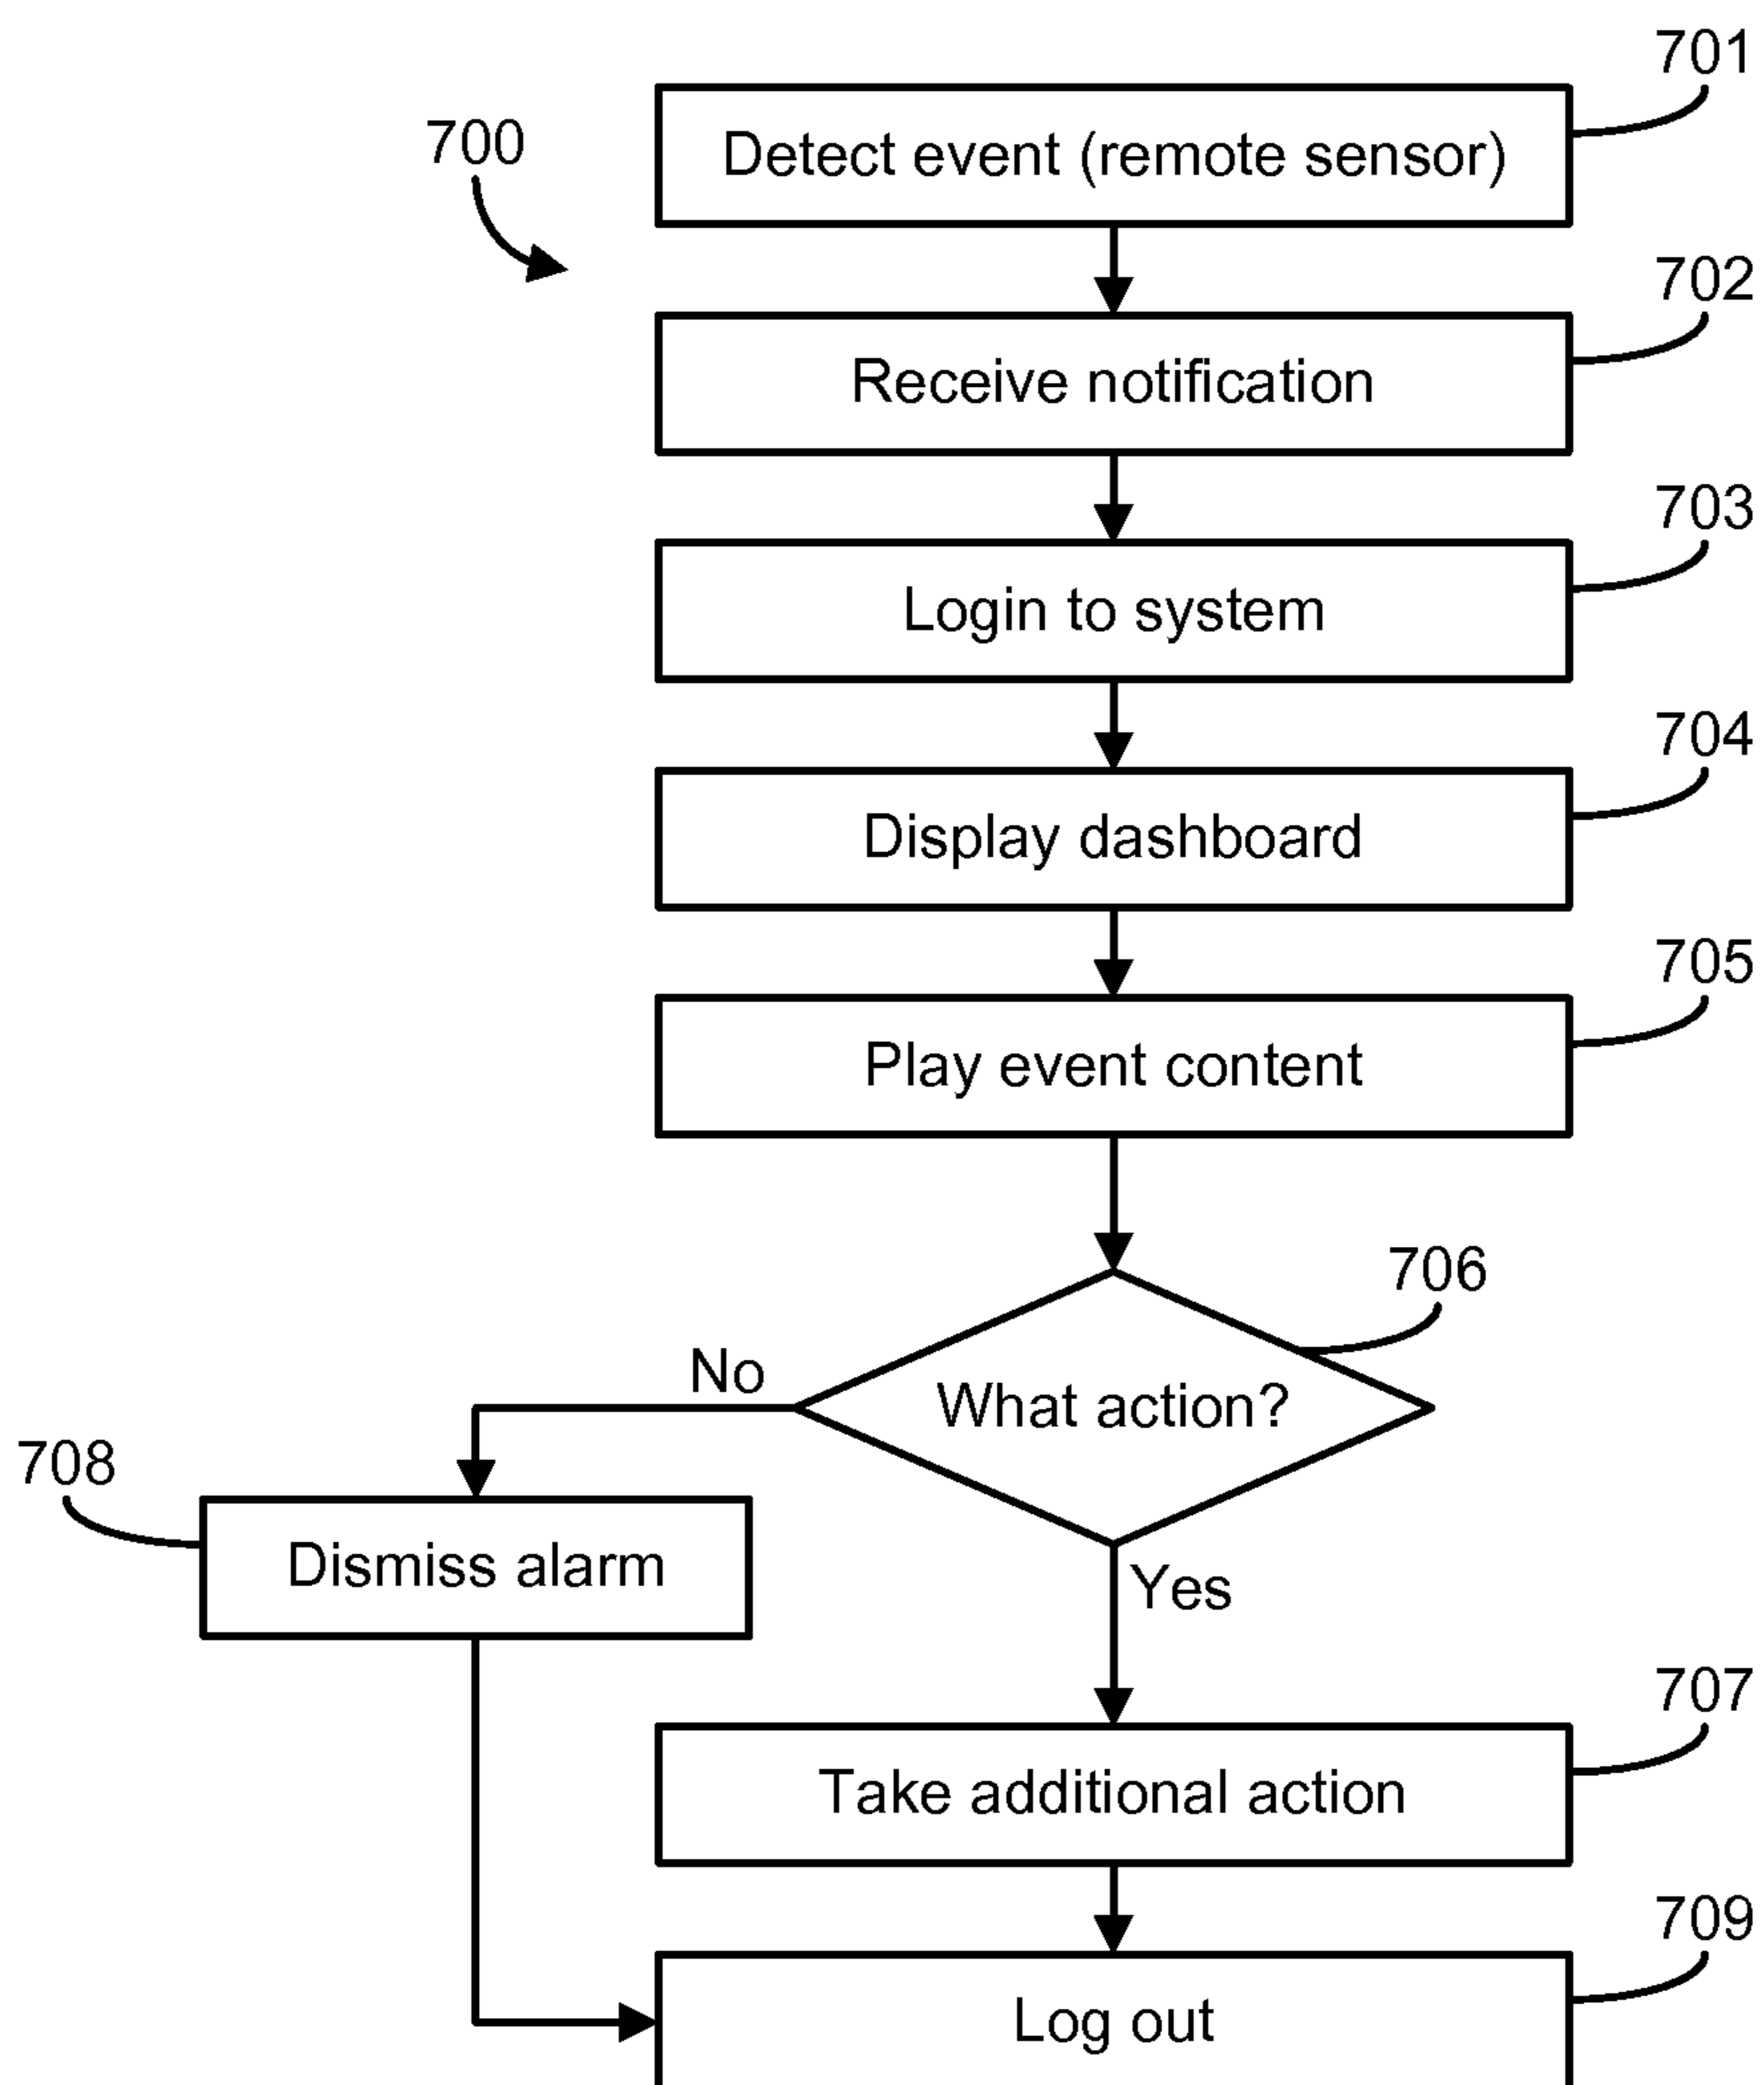 701
700
Detect event (remote sensor)
702
Receive notification
703
Login to system
704
Display dashboard
705
Play event content
706
No
What action?
708
Dismiss alarm
Yes
707
Take additional action
709
Log out